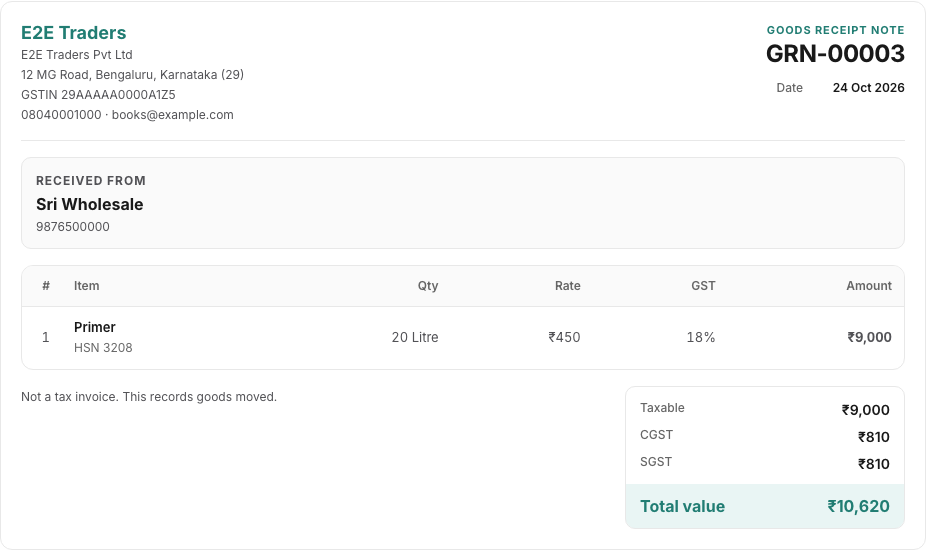 E2E Traders
E2E Traders Pvt Ltd
12 MG Road, Bengaluru, Karnataka (29)
GSTIN 29AAAAA0000A1Z5
08040001000 · books@example.com
GOODS RECEIPT NOTE
GRN-00003
Date 24 Oct 2026
RECEIVED FROM
Sri Wholesale
9876500000
# Item Qty Rate GST Amount
1 Primer 20 Litre ₹450 18% ₹9,000
HSN 3208
Not a tax invoice. This records goods moved.
Taxable ₹9,000
CGST ₹810
SGST ₹810
Total value ₹10,620